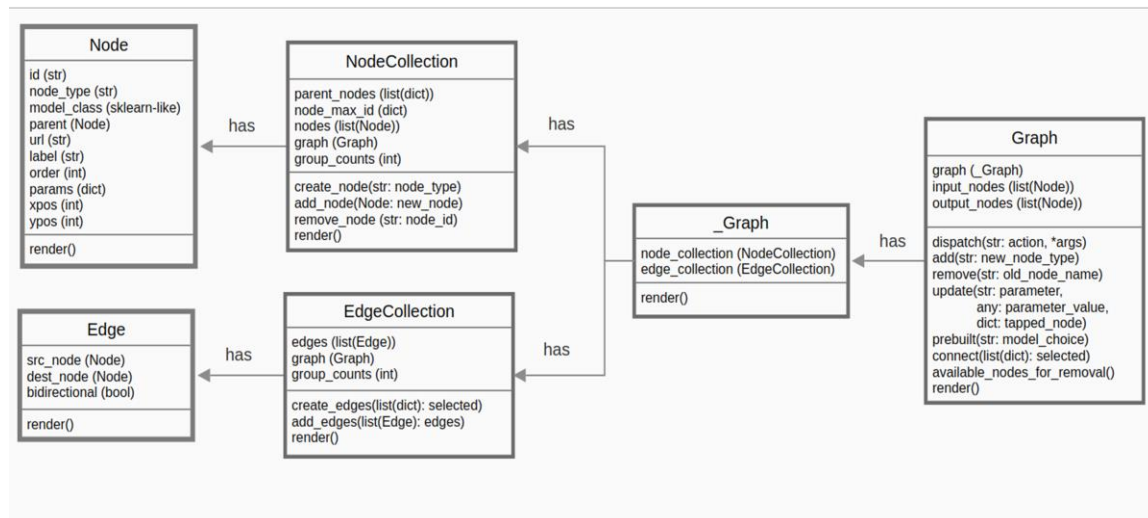 Node
id (str)
node_type (str)
model_class (sklearn-like)
parent (Node)
url (str)
label (str)
order (int)
params (dict)
xpos (int)
ypos (int)
render()
has
NodeCollection
parent_nodes (list(dict))
node_max_id (dict)
nodes (list(Node))
graph (Graph)
group_counts (int)
create_node(str: node_type)
add_node(Node: new_node)
remove_node (str: node_id)
render()
has
Edge
src_node (Node)
dest_node (Node)
bidirectional (bool)
render()
has
EdgeCollection
edges (list(Edge))
graph (Graph)
group_counts (int)
create_edges(list(dict): selected)
add_edges(list(Edge): edges)
render()
has
_Graph
node_collection (NodeCollection)
edge_collection (EdgeCollection)
render()
has
Graph
graph (_Graph)
input_nodes (list(Node))
output_nodes (list(Node))
dispatch(str: action, *args)
add(str: new_node_type)
remove(str: old_node_name)
update(str: parameter,
any: parameter_value,
dict: tapped_node)
prebuilt(str: model_choice)
connect(list(dict): selected)
available_nodes_for_removal()
render()